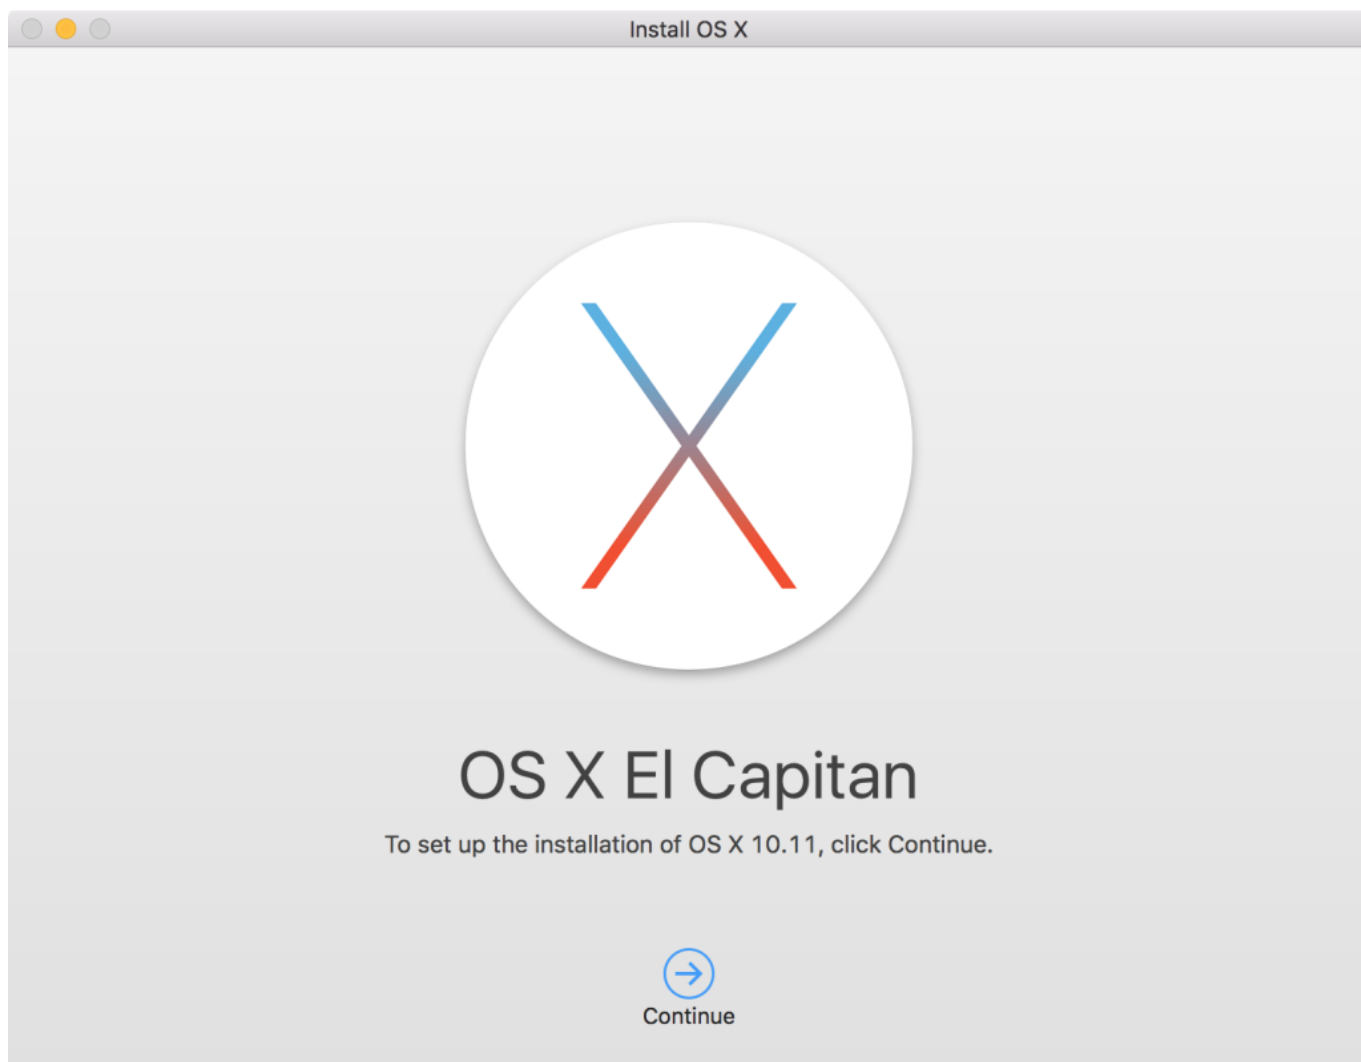 Install OS X
OS X El Capitan
To set up the installation of OS X 10.11, click Continue.
Continue